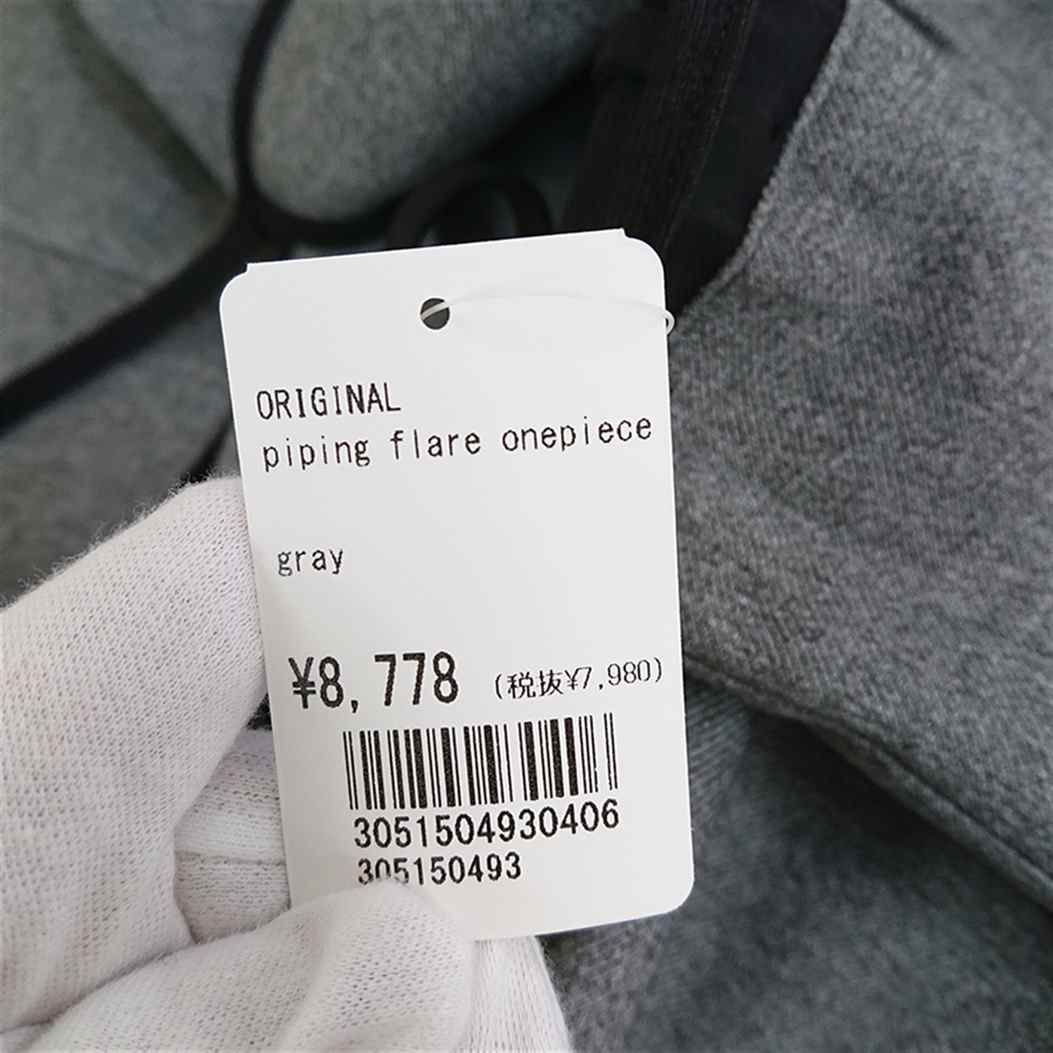 ORIGINAL
piping flare onepiece
gray
¥8,778 (税抜¥7,980)
3051504930406
305150493